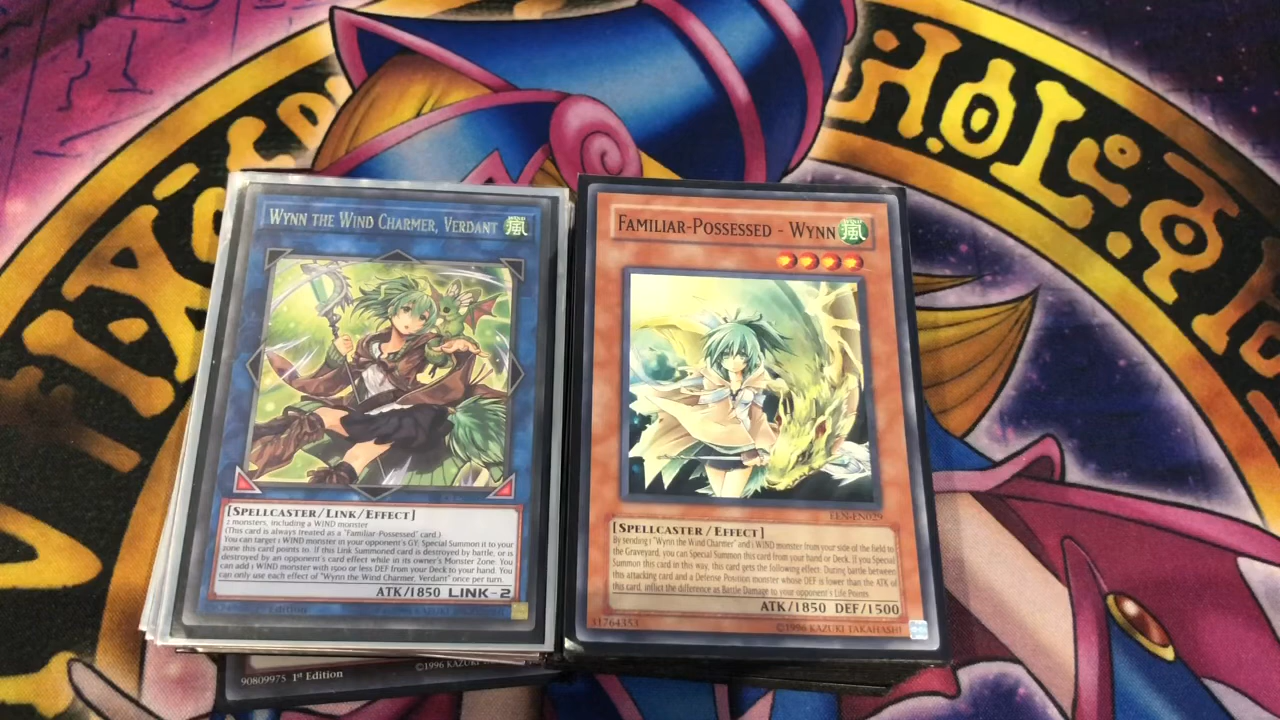 WYNN THE WIND CHARMER, VERDANT
WIND
風
[SPELLCASTER/LINK/EFFECT]
2 monsters, including a WIND monster
(This card is always treated as a "Familiar-Possessed" card.)
You can target 1 WIND monster in your opponent's GY; Special Summon it to your
zone this card points to. If this Link Summoned card is destroyed by battle, or is
destroyed by an opponent's card effect while in its owner's Monster Zone: You
can add 1 WIND monster with 1500 or less DEF from your Deck to your hand. You
can only use each effect of "Wynn the Wind Charmer, Verdant" once per turn.
ATK/1850 LINK-2
Edition
©1996 KAZUKI
90809975 1st Edition
FAMILIAR-POSSESSED - WYNN
WIND
風
EEN-EN029
[SPELLCASTER/EFFECT]
By sending 1 "Wynn the Wind Charmer" and 1 WIND monster from your side of the field to
the Graveyard, you can Special Summon this card from your hand or Deck. If you Special
Summon this card in this way, this card gets the following effect: During battle between
this attacking card and a Defense Position monster whose DEF is lower than the ATK of
this card, inflict the difference as Battle Damage to your opponent's Life Points.
ATK/1850 DEF/1500
31764353
©1996 KAZUKI TAKAHASHI